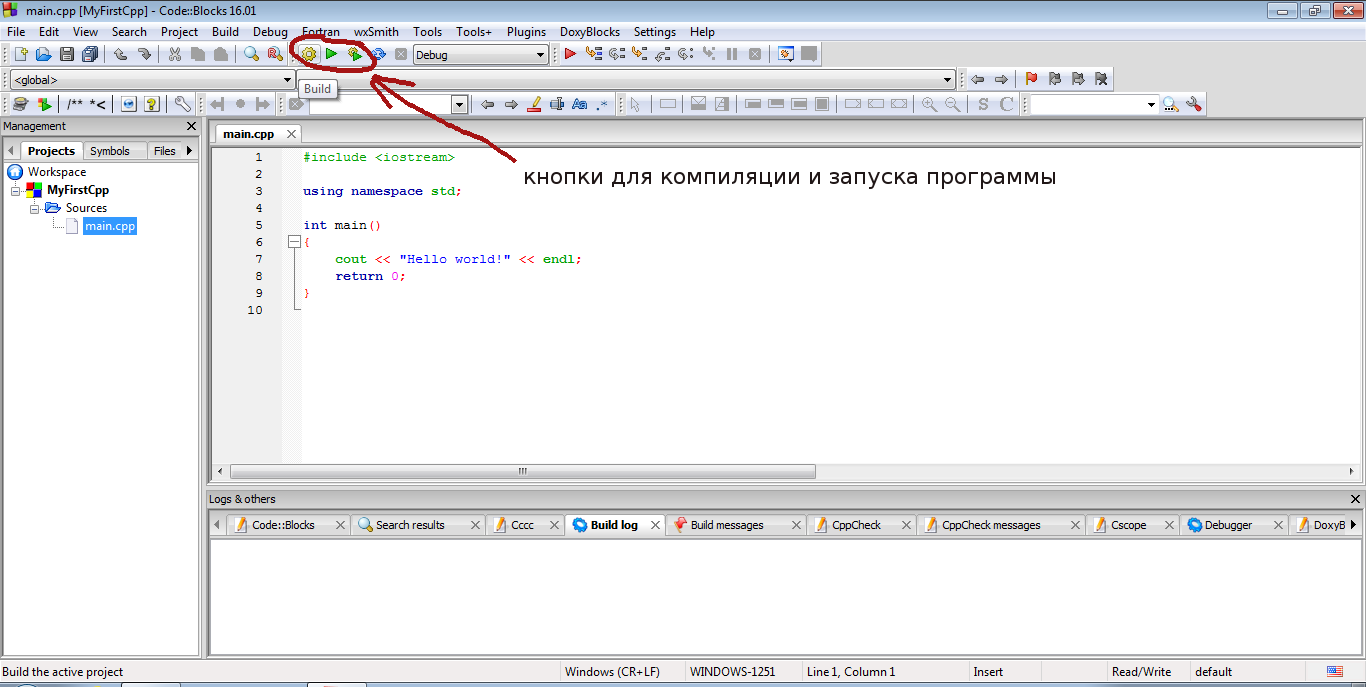 main.cpp [MyFirstCpp] - Code::Blocks 16.01
File Edit View Search Project Build Debug Fortran wxSmith Tools Tools+ Plugins DoxyBlocks Settings Help
Debug
<global>
Build
/** *<
S C
Management
Projects Symbols Files
Workspace
MyFirstCpp
Sources
main.cpp
main.cpp
1 #include <iostream>
2
3 using namespace std;
4
5 int main()
6 {
7 cout << "Hello world!" << endl;
8 return 0;
9 }
10
кнопки для компиляции и запуска программы
Logs & others
Code::Blocks Search results Cccc Build log Build messages CppCheck CppCheck messages Cscope Debugger DoxyB
Build the active project Windows (CR+LF) WINDOWS-1251 Line 1, Column 1 Insert Read/Write default